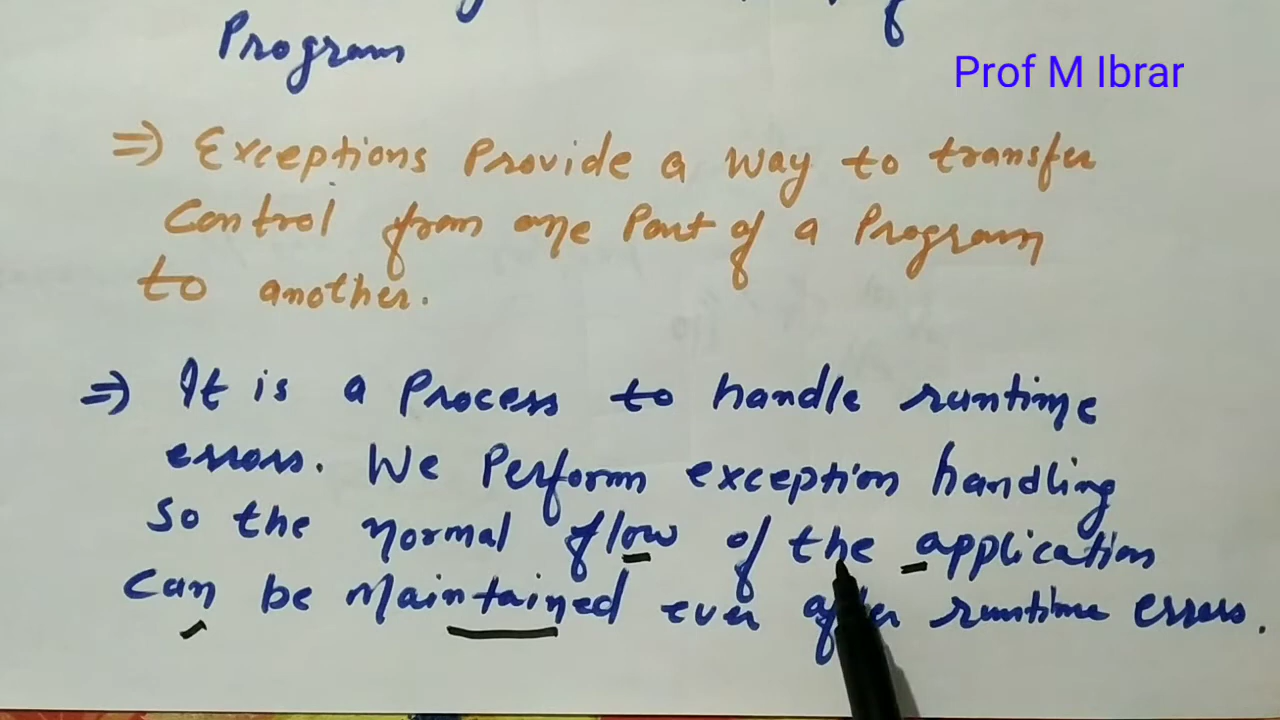 Program
Prof M Ibrar
=> Exceptions Provide a way to transfer
Control from one Part of a Program
to another.
=> It is a Process to handle runtime
errors. We Perform exception handling
So the normal flow of the application
Can be Maintained ever after runtime errors.